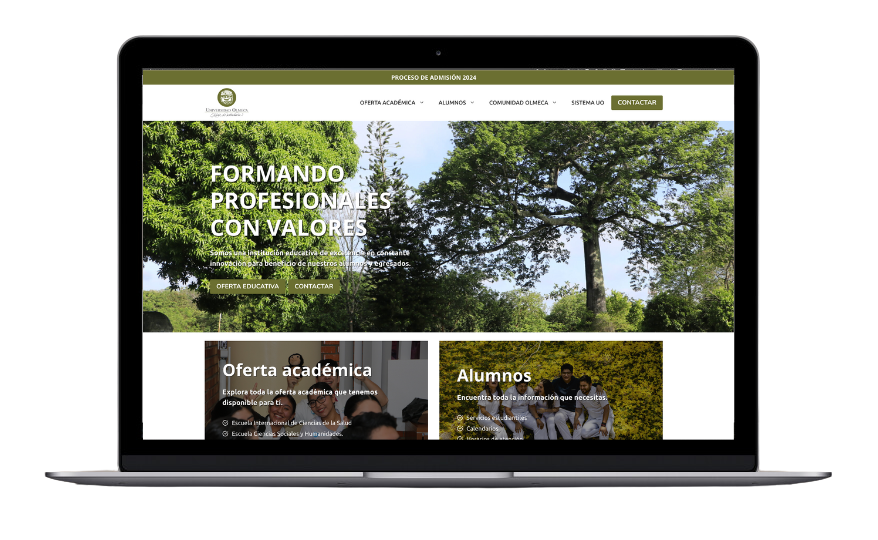 PROCESO DE ADMISIÓN 2024
UNIVERSIDAD OLMECA
OFERTA ACADÉMICA
ALUMNOS
COMUNIDAD OLMECA
SISTEMA UO
CONTACTAR
FORMANDO
PROFESIONALES
CON VALORES
Somos una institución educativa de excelencia en constante
innovación para beneficio de nuestros alumnos y egresados.
OFERTA EDUCATIVA
CONTACTAR
Oferta académica
Explora toda la oferta académica que tenemos
disponible para ti.
Escuela Internacional de Ciencias de la Salud
Escuela Ciencias Sociales y Humanidades.
Alumnos
Encuentra toda la información que necesitas.
Servicios estudiantiles
Calendarios
Horarios de atención